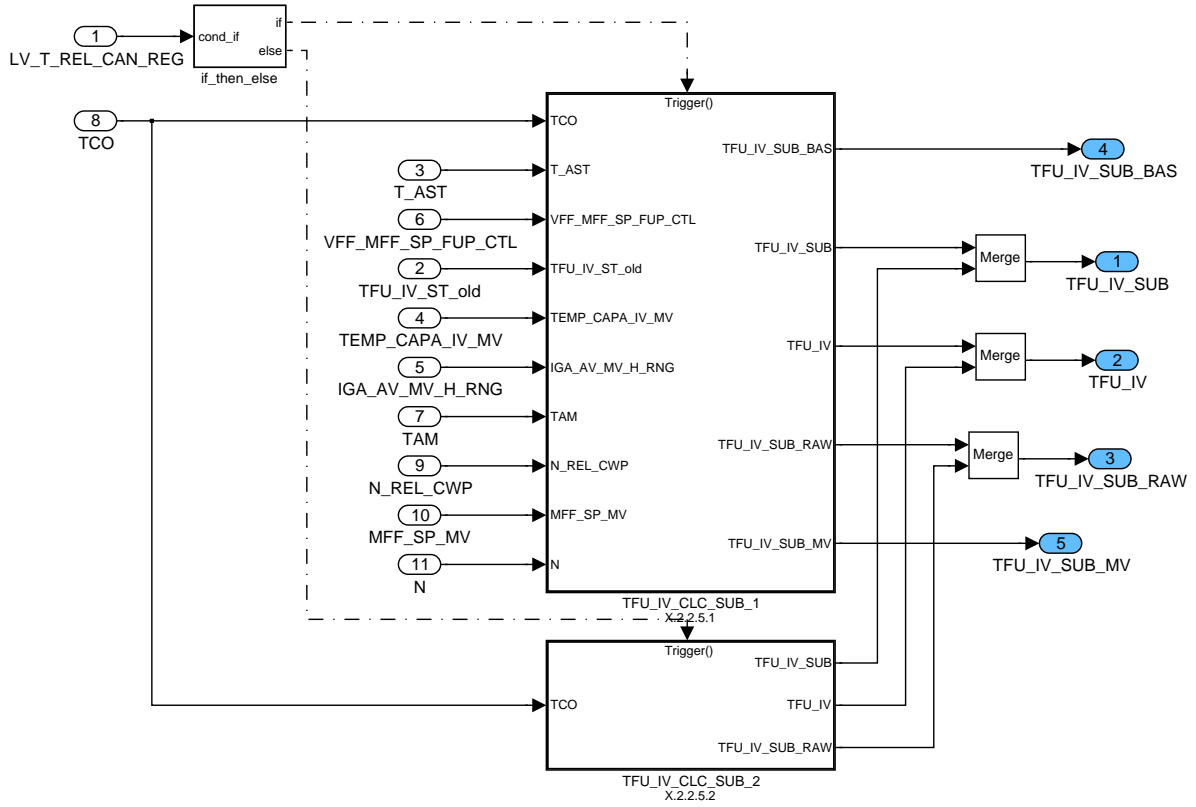 1
LV_T_REL_CAN_REG
cond_if
if
else
if_then_else
8
TCO
3
T_AST
6
VFF_MFF_SP_FUP_CTL
2
TFU_IV_ST_old
4
TEMP_CAPA_IV_MV
5
IGA_AV_MV_H_RNG
7
TAM
9
N_REL_CWP
10
MFF_SP_MV
11
N
Trigger()
TCO
T_AST
VFF_MFF_SP_FUP_CTL
TFU_IV_ST_old
TEMP_CAPA_IV_MV
IGA_AV_MV_H_RNG
TAM
N_REL_CWP
MFF_SP_MV
N
TFU_IV_SUB_BAS
TFU_IV_SUB
TFU_IV
TFU_IV_SUB_RAW
TFU_IV_SUB_MV
TFU_IV_CLC_SUB_1
X.2.2.5.1
Merge
Merge
Merge
4
TFU_IV_SUB_BAS
1
TFU_IV_SUB
2
TFU_IV
3
TFU_IV_SUB_RAW
5
TFU_IV_SUB_MV
Trigger()
TCO
TFU_IV_SUB
TFU_IV
TFU_IV_SUB_RAW
TFU_IV_CLC_SUB_2
X.2.2.5.2